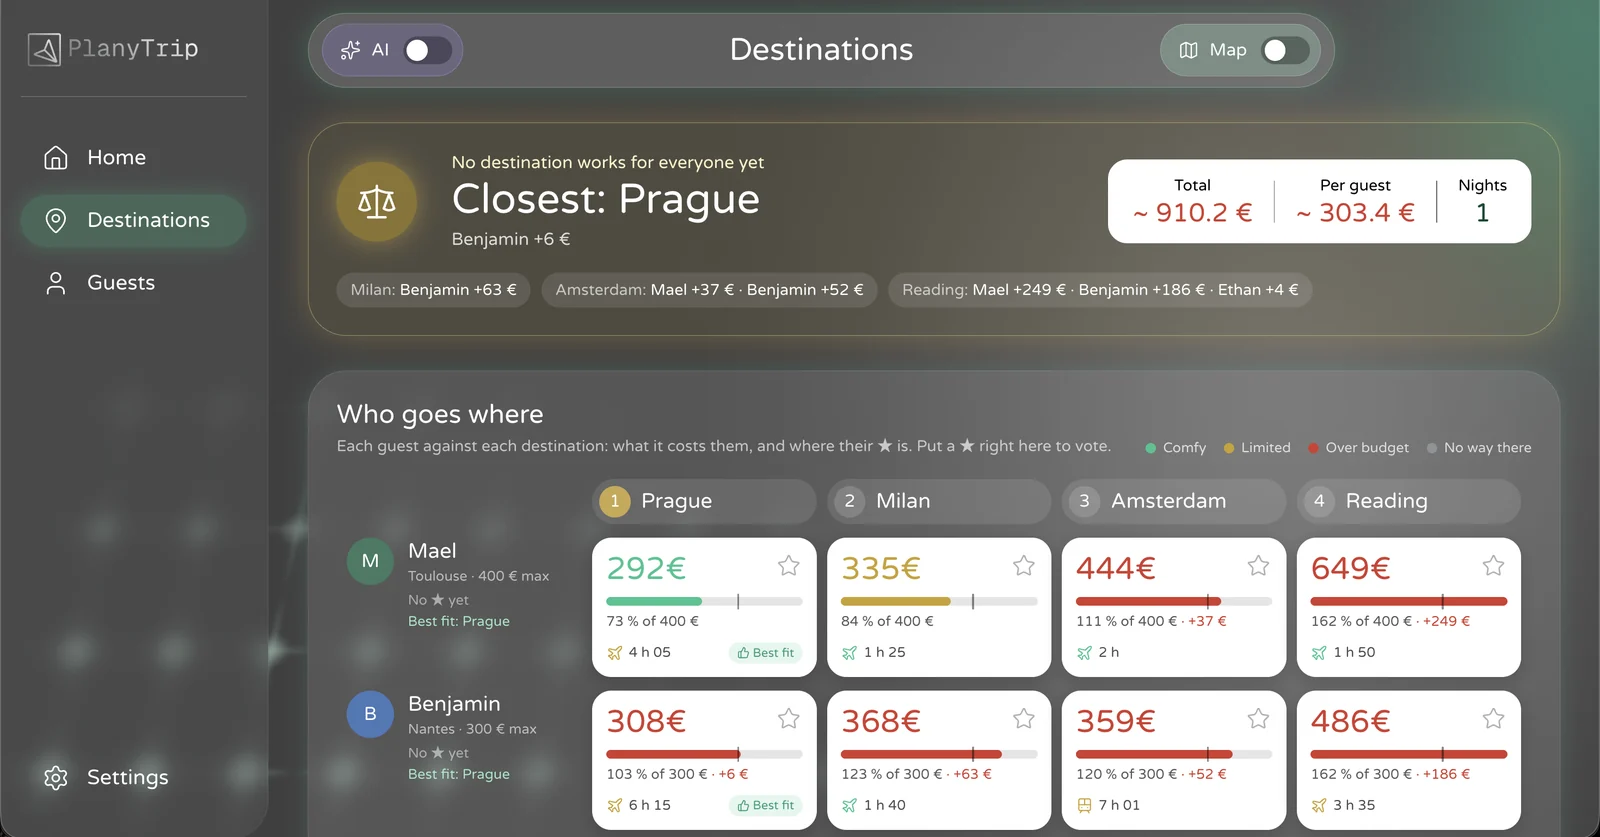 PlanyTrip
AI
Destinations
Map
Home
Destinations
Guests
Settings
No destination works for everyone yet
Closest: Prague
Benjamin +6 €
Total
~ 910.2 €
Per guest
~ 303.4 €
Nights
1
Milan: Benjamin +63 €
Amsterdam: Mael +37 € · Benjamin +52 €
Reading: Mael +249 € · Benjamin +186 € · Ethan +4 €
Who goes where
Each guest against each destination: what it costs them, and where their ★ is. Put a ★ right here to vote.
Comfy
Limited
Over budget
No way there
1 Prague
2 Milan
3 Amsterdam
4 Reading
M
Mael
Toulouse · 400 € max
No ★ yet
Best fit: Prague
292€
73 % of 400 €
4 h 05
Best fit
335€
84 % of 400 €
1 h 25
444€
111 % of 400 € · +37 €
2 h
649€
162 % of 400 € · +249 €
1 h 50
B
Benjamin
Nantes · 300 € max
No ★ yet
Best fit: Prague
308€
103 % of 300 € · +6 €
6 h 15
Best fit
368€
123 % of 300 € · +63 €
1 h 40
359€
120 % of 300 € · +52 €
7 h 01
486€
162 % of 300 € · +186 €
3 h 35